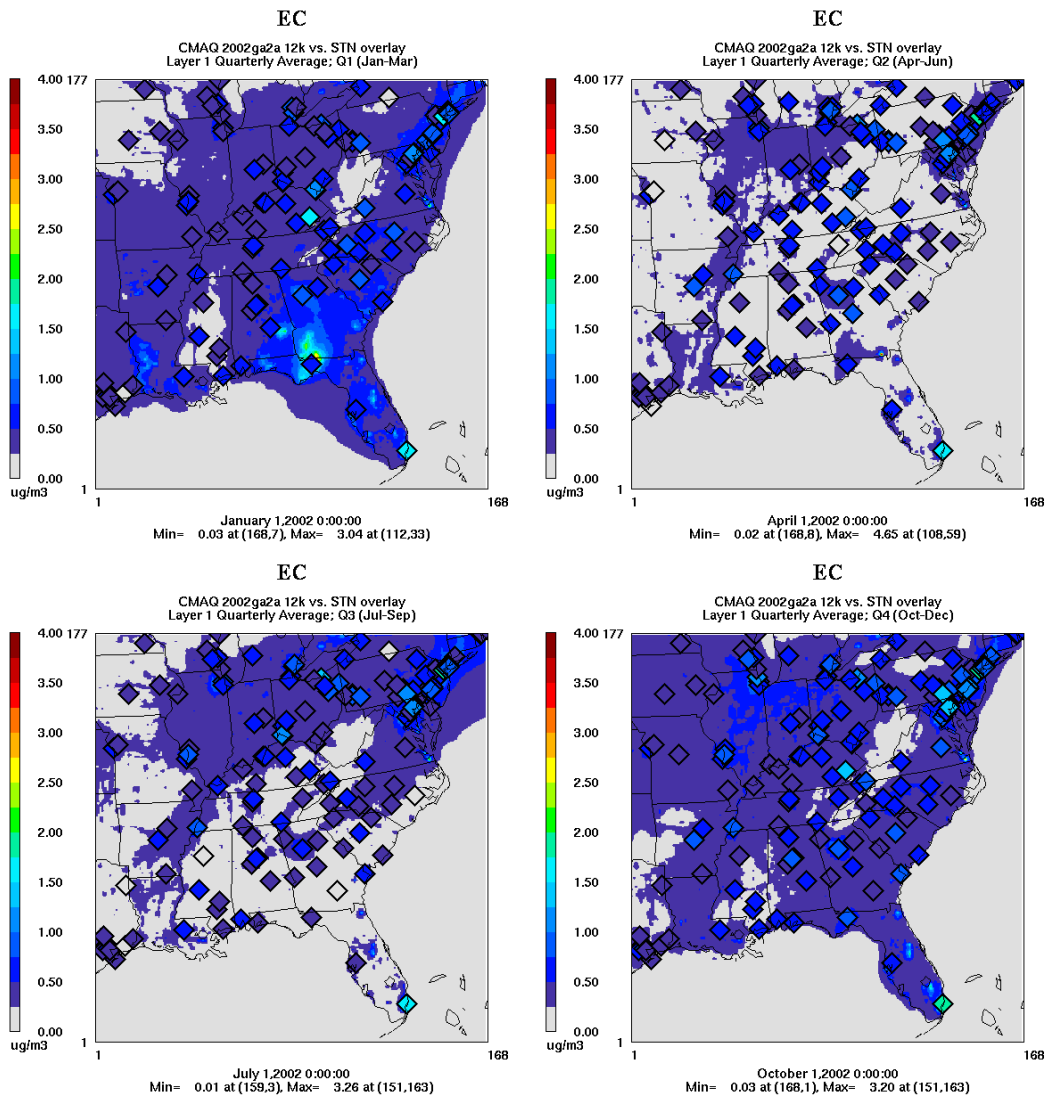 EC
CMAQ 2002ga2a 12k vs. STN overlay
Layer 1 Quarterly Average; Q1 (Jan-Mar)
4.00 177
3.50
3.00
2.50
2.00
1.50
1.00
0.50
0.00
ug/m3
1
1
168
January 1,2002 0:00:00
Min= 0.03 at (168,7), Max= 3.04 at (112,33)
EC
CMAQ 2002ga2a 12k vs. STN overlay
Layer 1 Quarterly Average; Q2 (Apr-Jun)
4.00 177
3.50
3.00
2.50
2.00
1.50
1.00
0.50
0.00
ug/m3
1
1
168
April 1,2002 0:00:00
Min= 0.02 at (168,8), Max= 4.65 at (108,59)
EC
CMAQ 2002ga2a 12k vs. STN overlay
Layer 1 Quarterly Average; Q3 (Jul-Sep)
4.00 177
3.50
3.00
2.50
2.00
1.50
1.00
0.50
0.00
ug/m3
1
1
168
July 1,2002 0:00:00
Min= 0.01 at (159,3), Max= 3.26 at (151,163)
EC
CMAQ 2002ga2a 12k vs. STN overlay
Layer 1 Quarterly Average; Q4 (Oct-Dec)
4.00 177
3.50
3.00
2.50
2.00
1.50
1.00
0.50
0.00
ug/m3
1
1
168
October 1,2002 0:00:00
Min= 0.03 at (168,1), Max= 3.20 at (151,163)